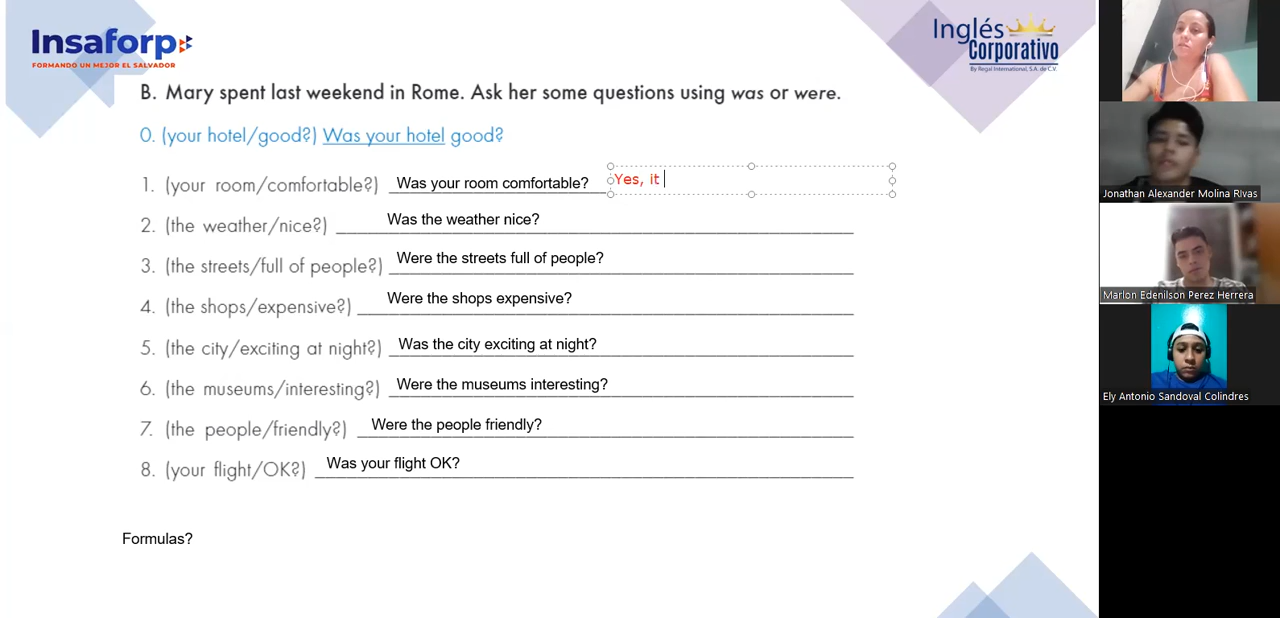 Insaforp
FORMANDO UN MEJOR EL SALVADOR
Inglés
Corporativo
By Regal International, S.A. de C.V.
B. Mary spent last weekend in Rome. Ask her some questions using was or were.
0. (your hotel/good?) Was your hotel good?
1. (your room/comfortable?) Was your room comfortable? Yes, it
2. (the weather/nice?) Was the weather nice?
3. (the streets/full of people?) Were the streets full of people?
4. (the shops/expensive?) Were the shops expensive?
5. (the city/exciting at night?) Was the city exciting at night?
6. (the museums/interesting?) Were the museums interesting?
7. (the people/friendly?) Were the people friendly?
8. (your flight/OK?) Was your flight OK?
Formulas?
Jonathan Alexander Molina Rivas
Marlon Edenilson Perez Herrera
Ely Antonio Sandoval Colindres